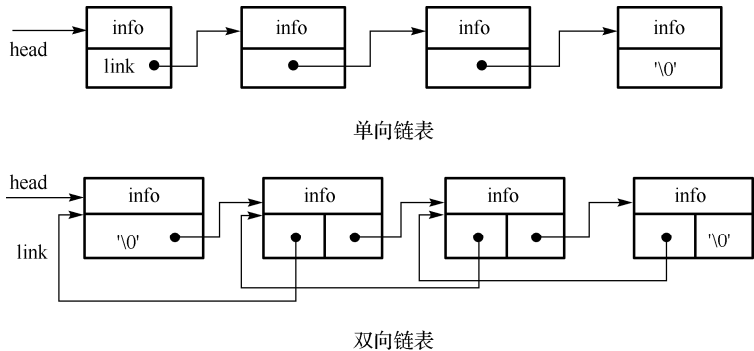 info info info info
head
link '\0'
单向链表
head
info info info info
'\0' '\0'
link
双向链表